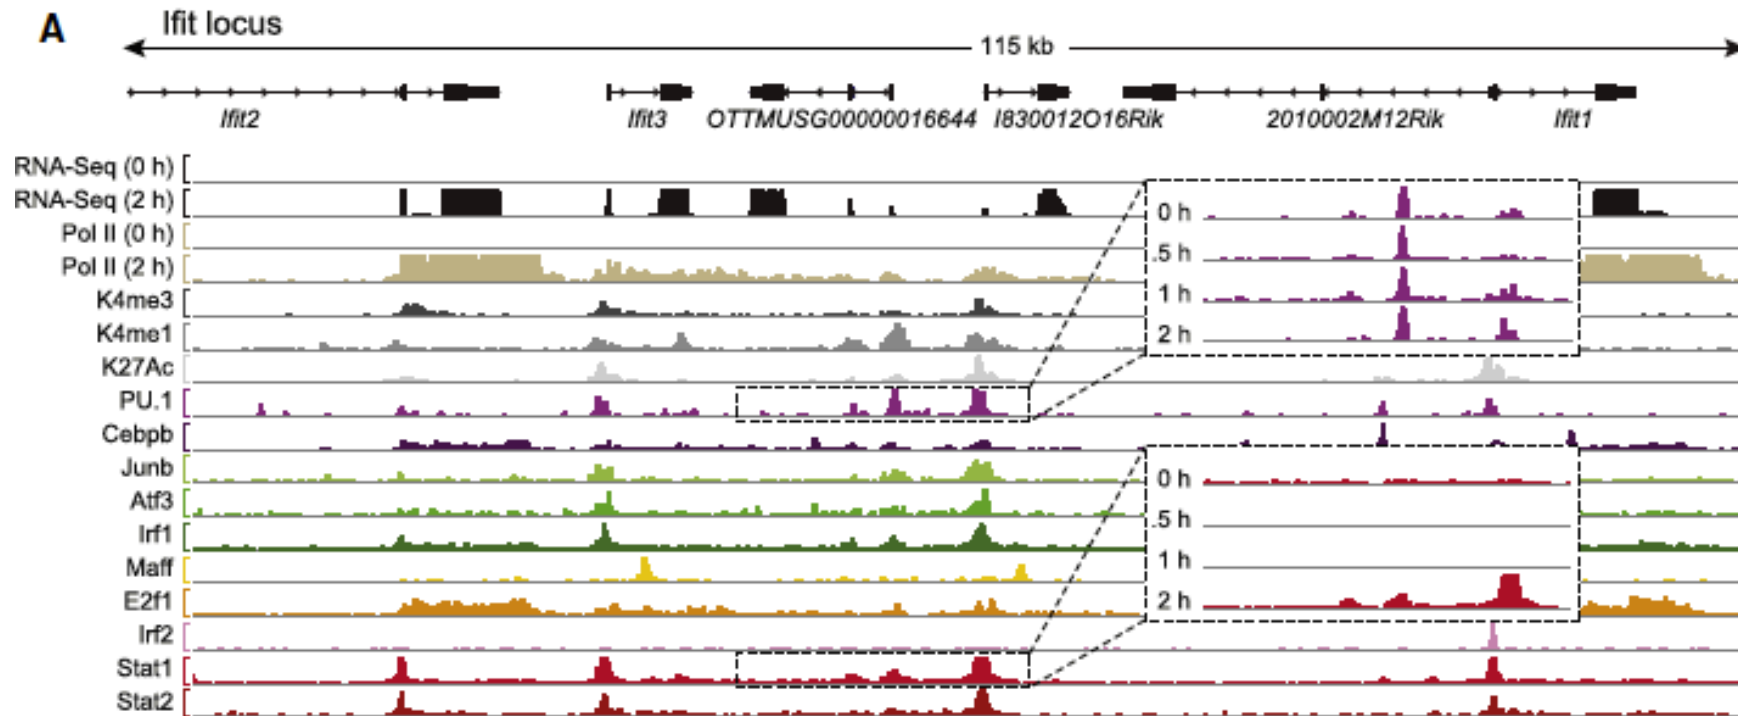 A
Ifit locus
115 kb
Ifit2 Ifit3 OTTMUSG00000016644 I830012O16Rik 2010002M12Rik Ifit1
RNA-Seq (0 h)
RNA-Seq (2 h)
Pol II (0 h)
Pol II (2 h)
K4me3
K4me1
K27Ac
PU.1
Cebpb
Junb
Atf3
Irf1
Maff
E2f1
Irf2
Stat1
Stat2
0 h
.5 h
1 h
2 h
0 h
.5 h
1 h
2 h